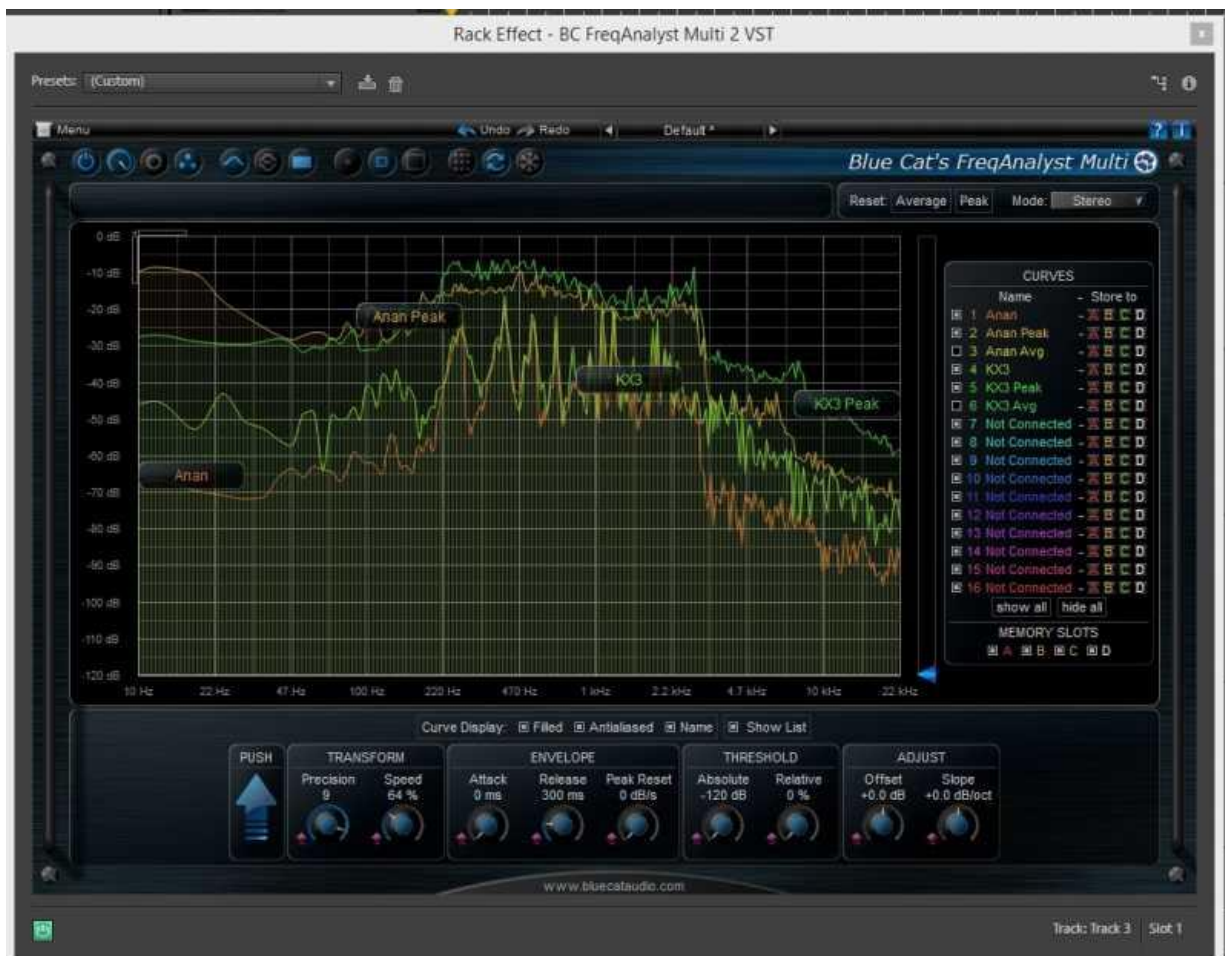 Rack Effect - BC FreqAnalyst Multi 2 VST
Presets: (Custom)
Menu Undo Redo Default * ? i
Blue Cat's FreqAnalyst Multi
Reset: Average Peak Mode: Stereo
0 dB
-10 dB
-20 dB
-30 dB
-40 dB
-50 dB
-60 dB
-70 dB
-80 dB
-90 dB
-100 dB
-110 dB
-120 dB
10 Hz 22 Hz 47 Hz 100 Hz 220 Hz 470 Hz 1 kHz 2.2 kHz 4.7 kHz 10 kHz 22 kHz
Anan Peak
KX3
KX3 Peak
Anan
CURVES
Name - Store to
1 Anan - A B C D
2 Anan Peak - A B C D
3 Anan Avg - A B C D
4 KX3 - A B C D
5 KX3 Peak - A B C D
6 KX3 Avg - A B C D
7 Not Connected - A B C D
8 Not Connected - A B C D
9 Not Connected - A B C D
10 Not Connected - A B C D
11 Not Connected - A B C D
12 Not Connected - A B C D
13 Not Connected - A B C D
14 Not Connected - A B C D
15 Not Connected - A B C D
16 Not Connected - A B C D
show all hide all
MEMORY SLOTS
A B C D
Curve Display: Filled Antialiased Name Show List
PUSH TRANSFORM ENVELOPE THRESHOLD ADJUST
Precision Speed Attack Release Peak Reset Absolute Relative Offset Slope
9 64 % 0 ms 300 ms 0 dB/s -120 dB 0 % +0.0 dB +0.0 dB/oct
www.bluecataudio.com
Track: Track 3 Slot 1